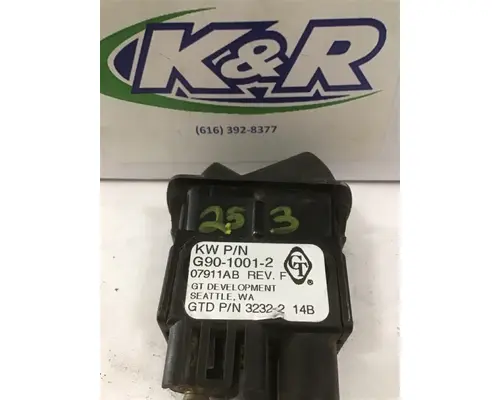 K&R
(616) 392-8377
25 3
KW P/N
G90-1001-2
07911AB REV. F
GT DEVELOPMENT
SEATTLE, WA
GTD P/N 3232-2 14B
GT
®